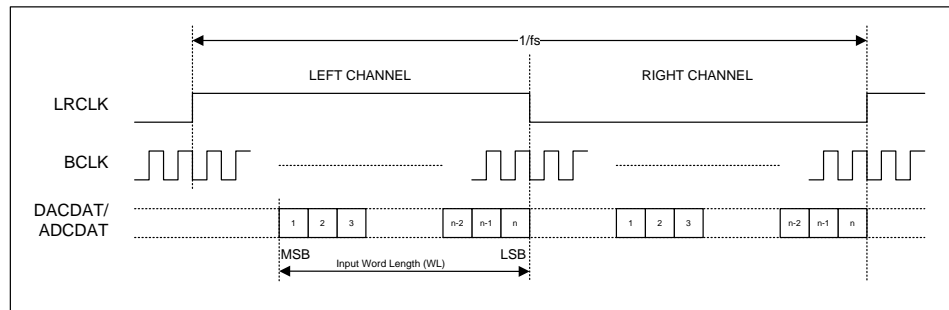 1/fs
LEFT CHANNEL RIGHT CHANNEL
LRCLK
BCLK
DACDAT/
ADCDAT
1 2 3 n-2 n-1 n 1 2 3 n-2 n-1 n
MSB LSB
Input Word Length (WL)